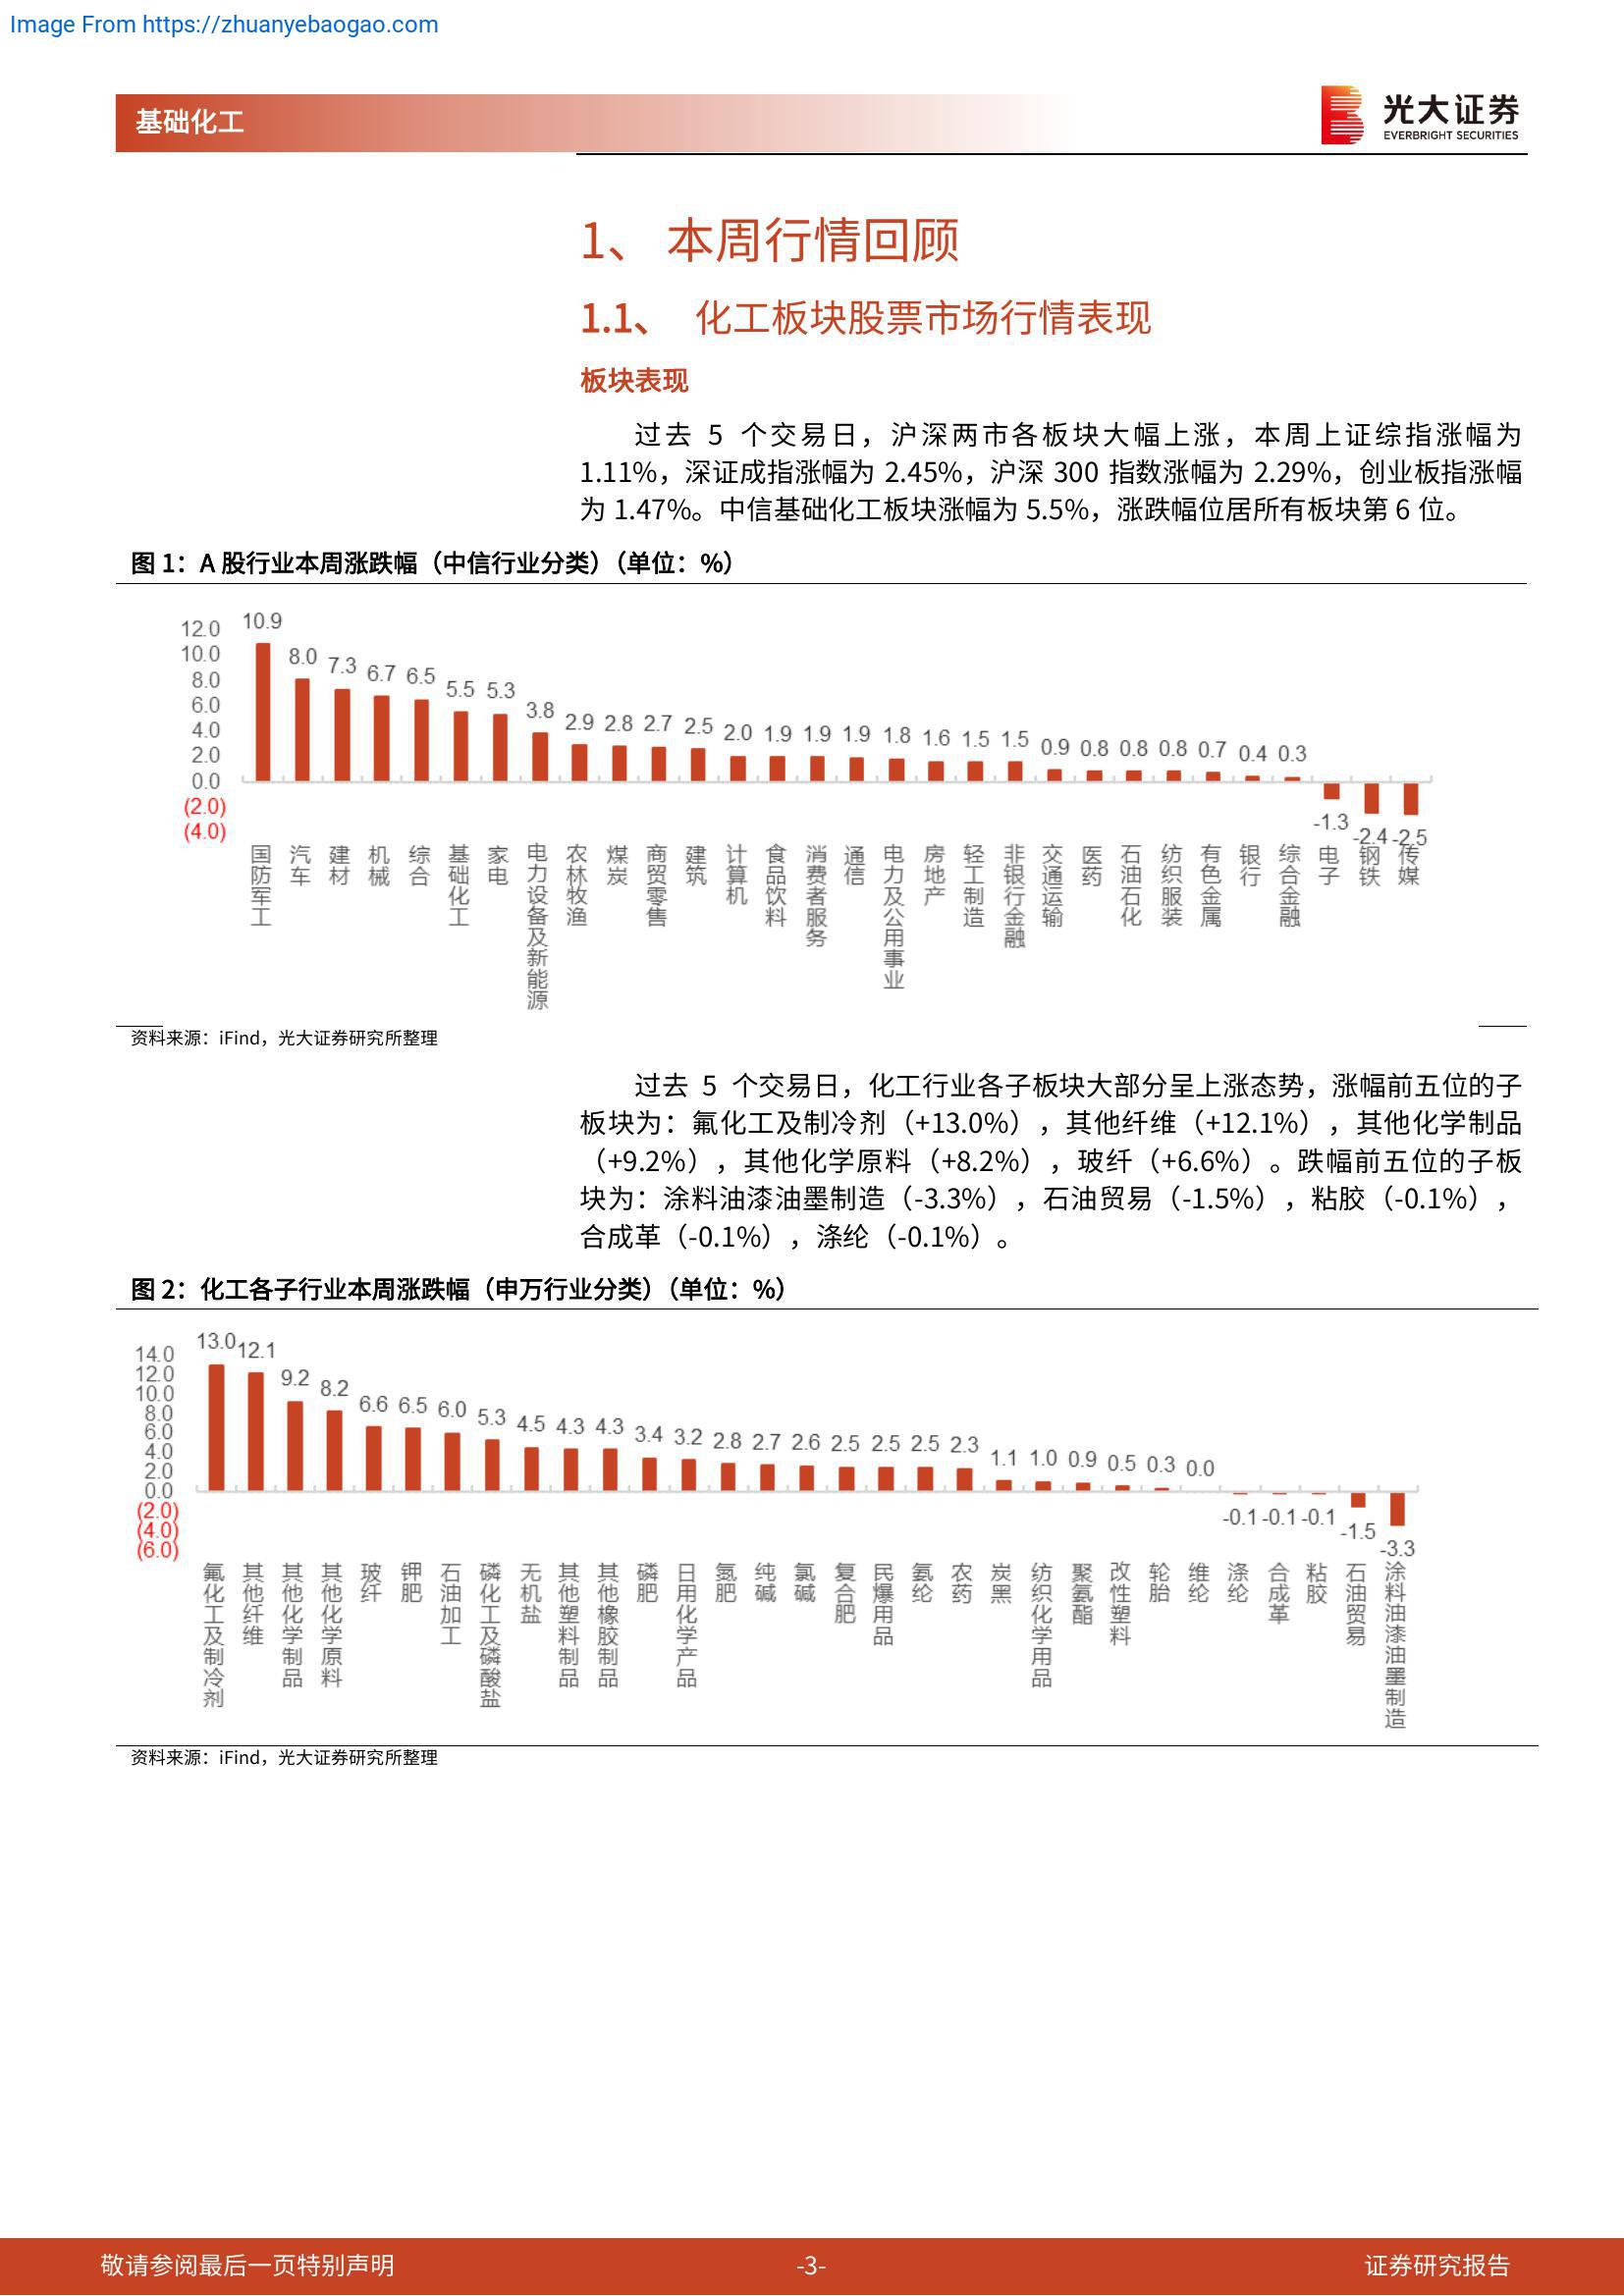 Image From https://zhuanyebaogao.com
基础化工
光大证券
EVERBRIGHT SECURITIES
1、 本周行情回顾
1.1、 化工板块股票市场行情表现
板块表现
过去 5 个交易日，沪深两市各板块大幅上涨，本周上证综指涨幅为
1.11%，深证成指涨幅为 2.45%，沪深 300 指数涨幅为 2.29%，创业板指涨幅
为 1.47%。中信基础化工板块涨幅为 5.5%，涨跌幅位居所有板块第 6 位。
图 1：A 股行业本周涨跌幅（中信行业分类）（单位：%）
12.0
10.0
8.0
6.0
4.0
2.0
0.0
(2.0)
(4.0)
10.9 8.0 7.3 6.7 6.5 5.5 5.3 3.8 2.9 2.8 2.7 2.5 2.0 1.9 1.9 1.9 1.8 1.6 1.5 1.5 0.9 0.8 0.8 0.8 0.7 0.4 0.3 -1.3 -2.4 -2.5
国防军工 汽车 建材 机械 综合 基础化工 家电 电力设备及新能源 农林牧渔 煤炭 商贸零售 建筑 计算机 食品饮料 消费者服务 通信 电力及公用事业 房地产 轻工制造 非银行金融 交通运输 医药 石油石化 纺织服装 有色金属 银行 综合金融 电子 钢铁 传媒
资料来源：iFind，光大证券研究所整理
过去 5 个交易日，化工行业各子板块大部分呈上涨态势，涨幅前五位的子
板块为：氟化工及制冷剂（+13.0%），其他纤维（+12.1%），其他化学制品
（+9.2%），其他化学原料（+8.2%），玻纤（+6.6%）。跌幅前五位的子板
块为：涂料油漆油墨制造（-3.3%），石油贸易（-1.5%），粘胶（-0.1%），
合成革（-0.1%），涤纶（-0.1%）。
图 2：化工各子行业本周涨跌幅（申万行业分类）（单位：%）
14.0
12.0
10.0
8.0
6.0
4.0
2.0
0.0
(2.0)
(4.0)
(6.0)
13.0 12.1 9.2 8.2 6.6 6.5 6.0 5.3 4.5 4.3 4.3 3.4 3.2 2.8 2.7 2.6 2.5 2.5 2.5 2.3 1.1 1.0 0.9 0.5 0.3 0.0 -0.1 -0.1 -0.1 -1.5 -3.3
氟化工及制冷剂 其他纤维 其他化学制品 其他化学原料 玻纤 钾肥 石油加工 磷化工及磷酸盐 无机盐 其他塑料制品 其他橡胶制品 磷肥 日用化学产品 氮肥 纯碱 氯碱 复合肥 民爆用品 氨纶 农药 炭黑 纺织化学用品 聚氨酯 改性塑料 轮胎 维纶 涤纶 合成革 粘胶 石油贸易 涂料油漆油墨制造
资料来源：iFind，光大证券研究所整理
敬请参阅最后一页特别声明
-3-
证券研究报告